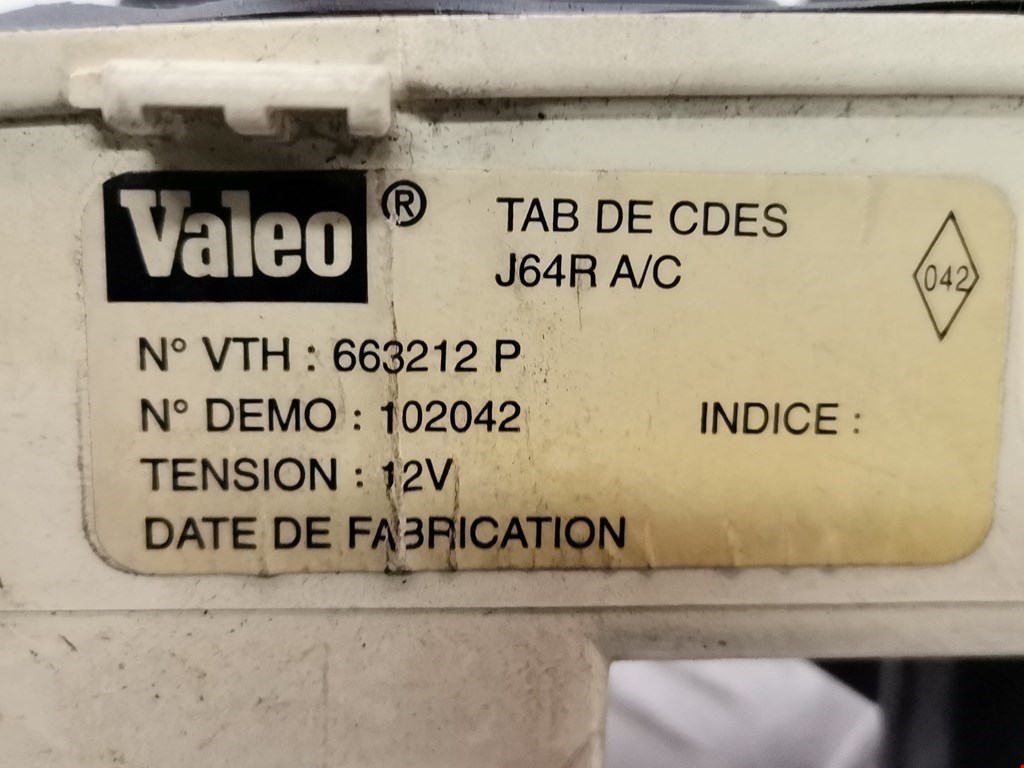 Valeo ® TAB DE CDES
J64R A/C
042
N° VTH : 663212 P
N° DEMO : 102042 INDICE :
TENSION : 12V
DATE DE FABRICATION